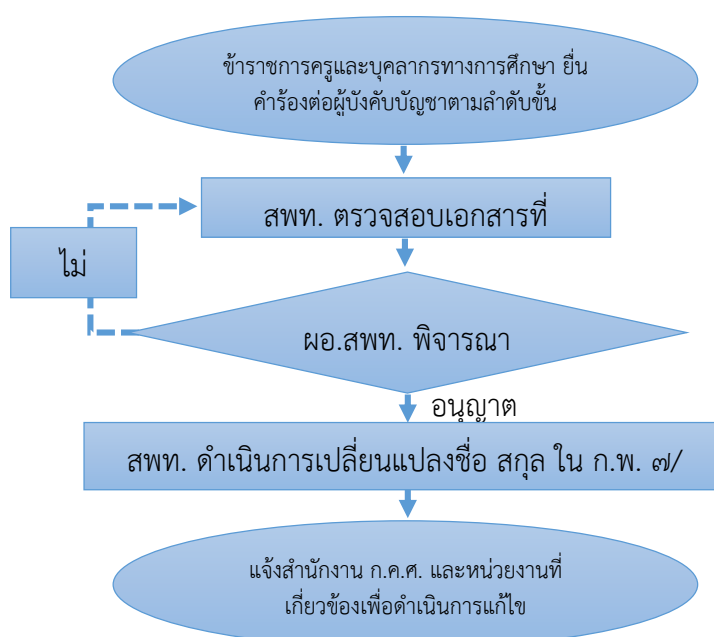 ข้าราชการครูและบุคลากรทางการศึกษา ยื่น
คำร้องต่อผู้บังคับบัญชาตามลำดับขั้น
สพท. ตรวจสอบเอกสารที่
ไม่
ผอ.สพท. พิจารณา
อนุญาต
สพท. ดำเนินการเปลี่ยนแปลงชื่อ สกุล ใน ก.พ. ๗/
แจ้งสำนักงาน ก.ค.ศ. และหน่วยงานที่
เกี่ยวข้องเพื่อดำเนินการแก้ไข